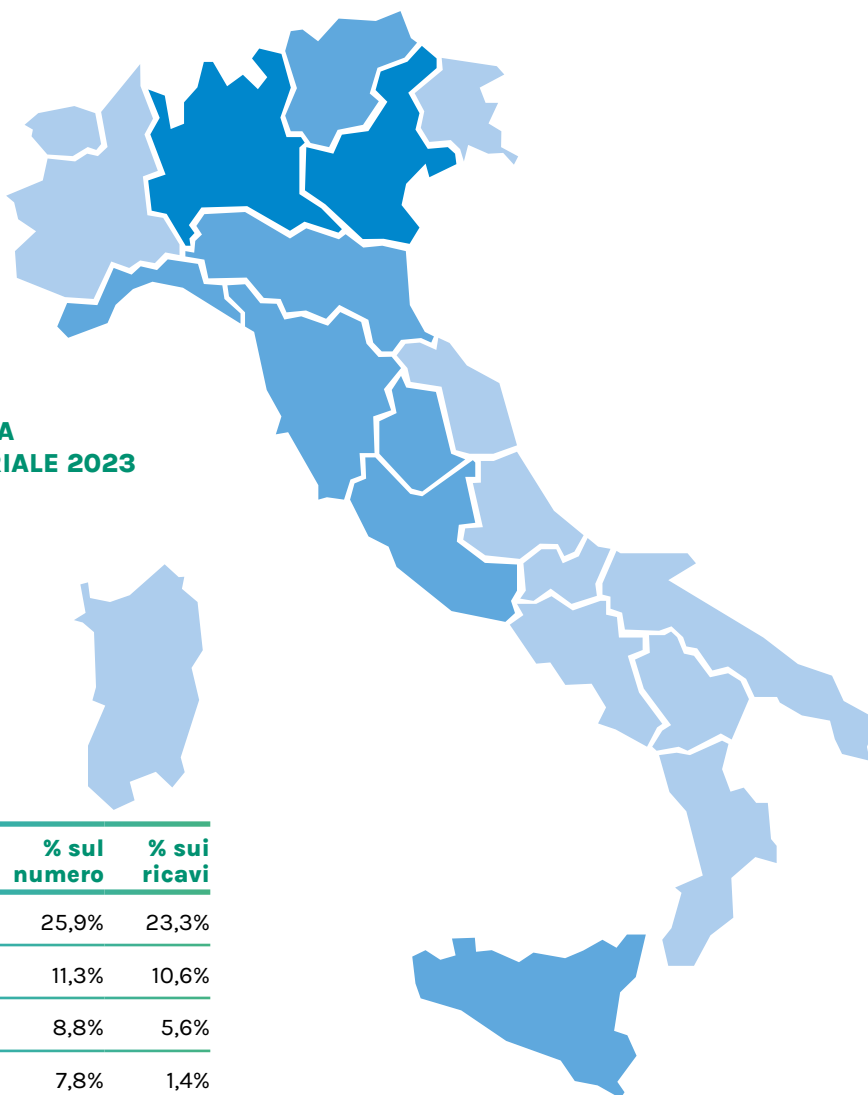 A
RIALE 2023
% sul % sui
numero ricavi
25,9% 23,3%
11,3% 10,6%
8,8% 5,6%
7,8% 1,4%